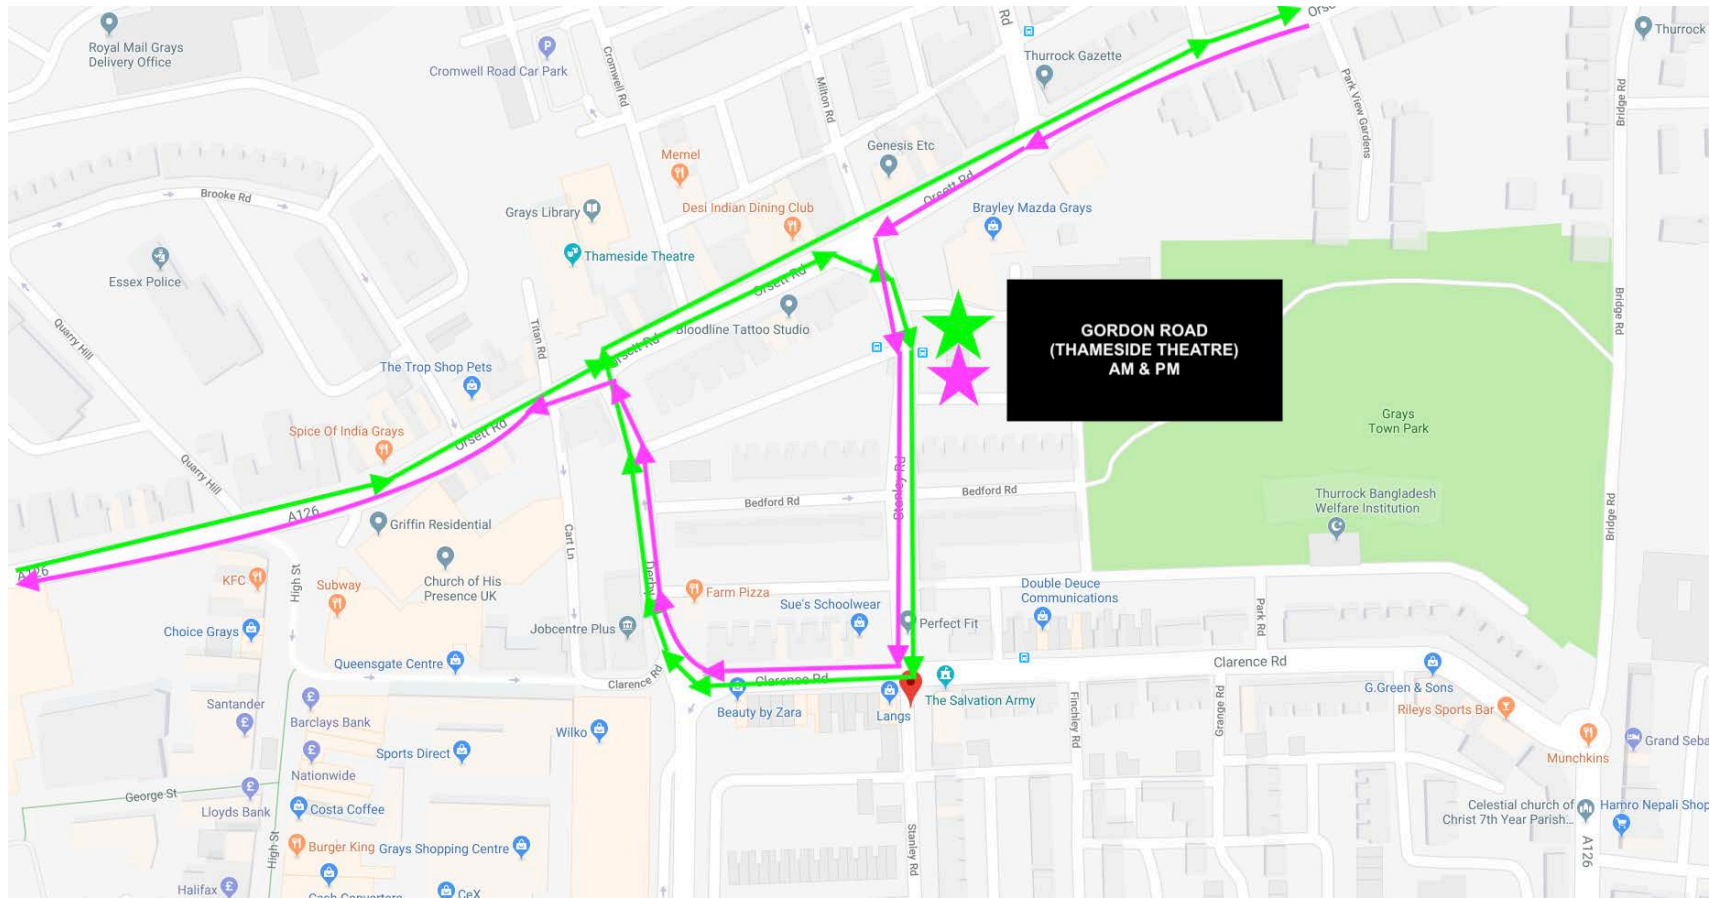 Royal Mail Grays
Delivery Office
Cromwell Road Car Park
Cromwell Rd
Milton Rd
Rd
Thurrock Gazette
Park View Gardens
Bridge Rd
Thurrock
Memel
Genesis Etc
Brooke Rd
Grays Library
Desi Indian Dining Club
Orsett Rd
Brayley Mazda Grays
Thameside Theatre
Essex Police
Orsett Rd
Bloodline Tattoo Studio
Quarry Hill
Titan Rd
Orsett Rd
Bridge Rd
GORDON ROAD
(THAMESIDE THEATRE)
AM & PM
The Trop Shop Pets
Grays
Town Park
Spice Of India Grays
Orsett Rd
Quarry Hill
Stanley Rd
Bedford Rd
Bedford Rd
Thurrock Bangladesh
Welfare Institution
Bridge Rd
A126
Griffin Residential
Cart Ln
Church of His
Presence UK
A126
KFC
High St
Subway
Derby
Farm Pizza
Double Deuce
Communications
Sue's Schoolwear
Perfect Fit
Park Rd
Choice Grays
Jobcentre Plus
Queensgate Centre
Clarence Rd
Clarence Rd
Clarence Rd
G.Green & Sons
Santander
Barclays Bank
Beauty by Zara
Langs
The Salvation Army
Finchley Rd
Grange Rd
Rileys Sports Bar
Wilko
Sports Direct
Nationwide
Munchkins
Grand Seba
George St
Lloyds Bank
Costa Coffee
Celestial church of
Christ 7th Year Parish...
Hamro Nepali Shop
High St
Burger King
Grays Shopping Centre
Stanley Rd
A126
Halifax
Cash Converters
CeX